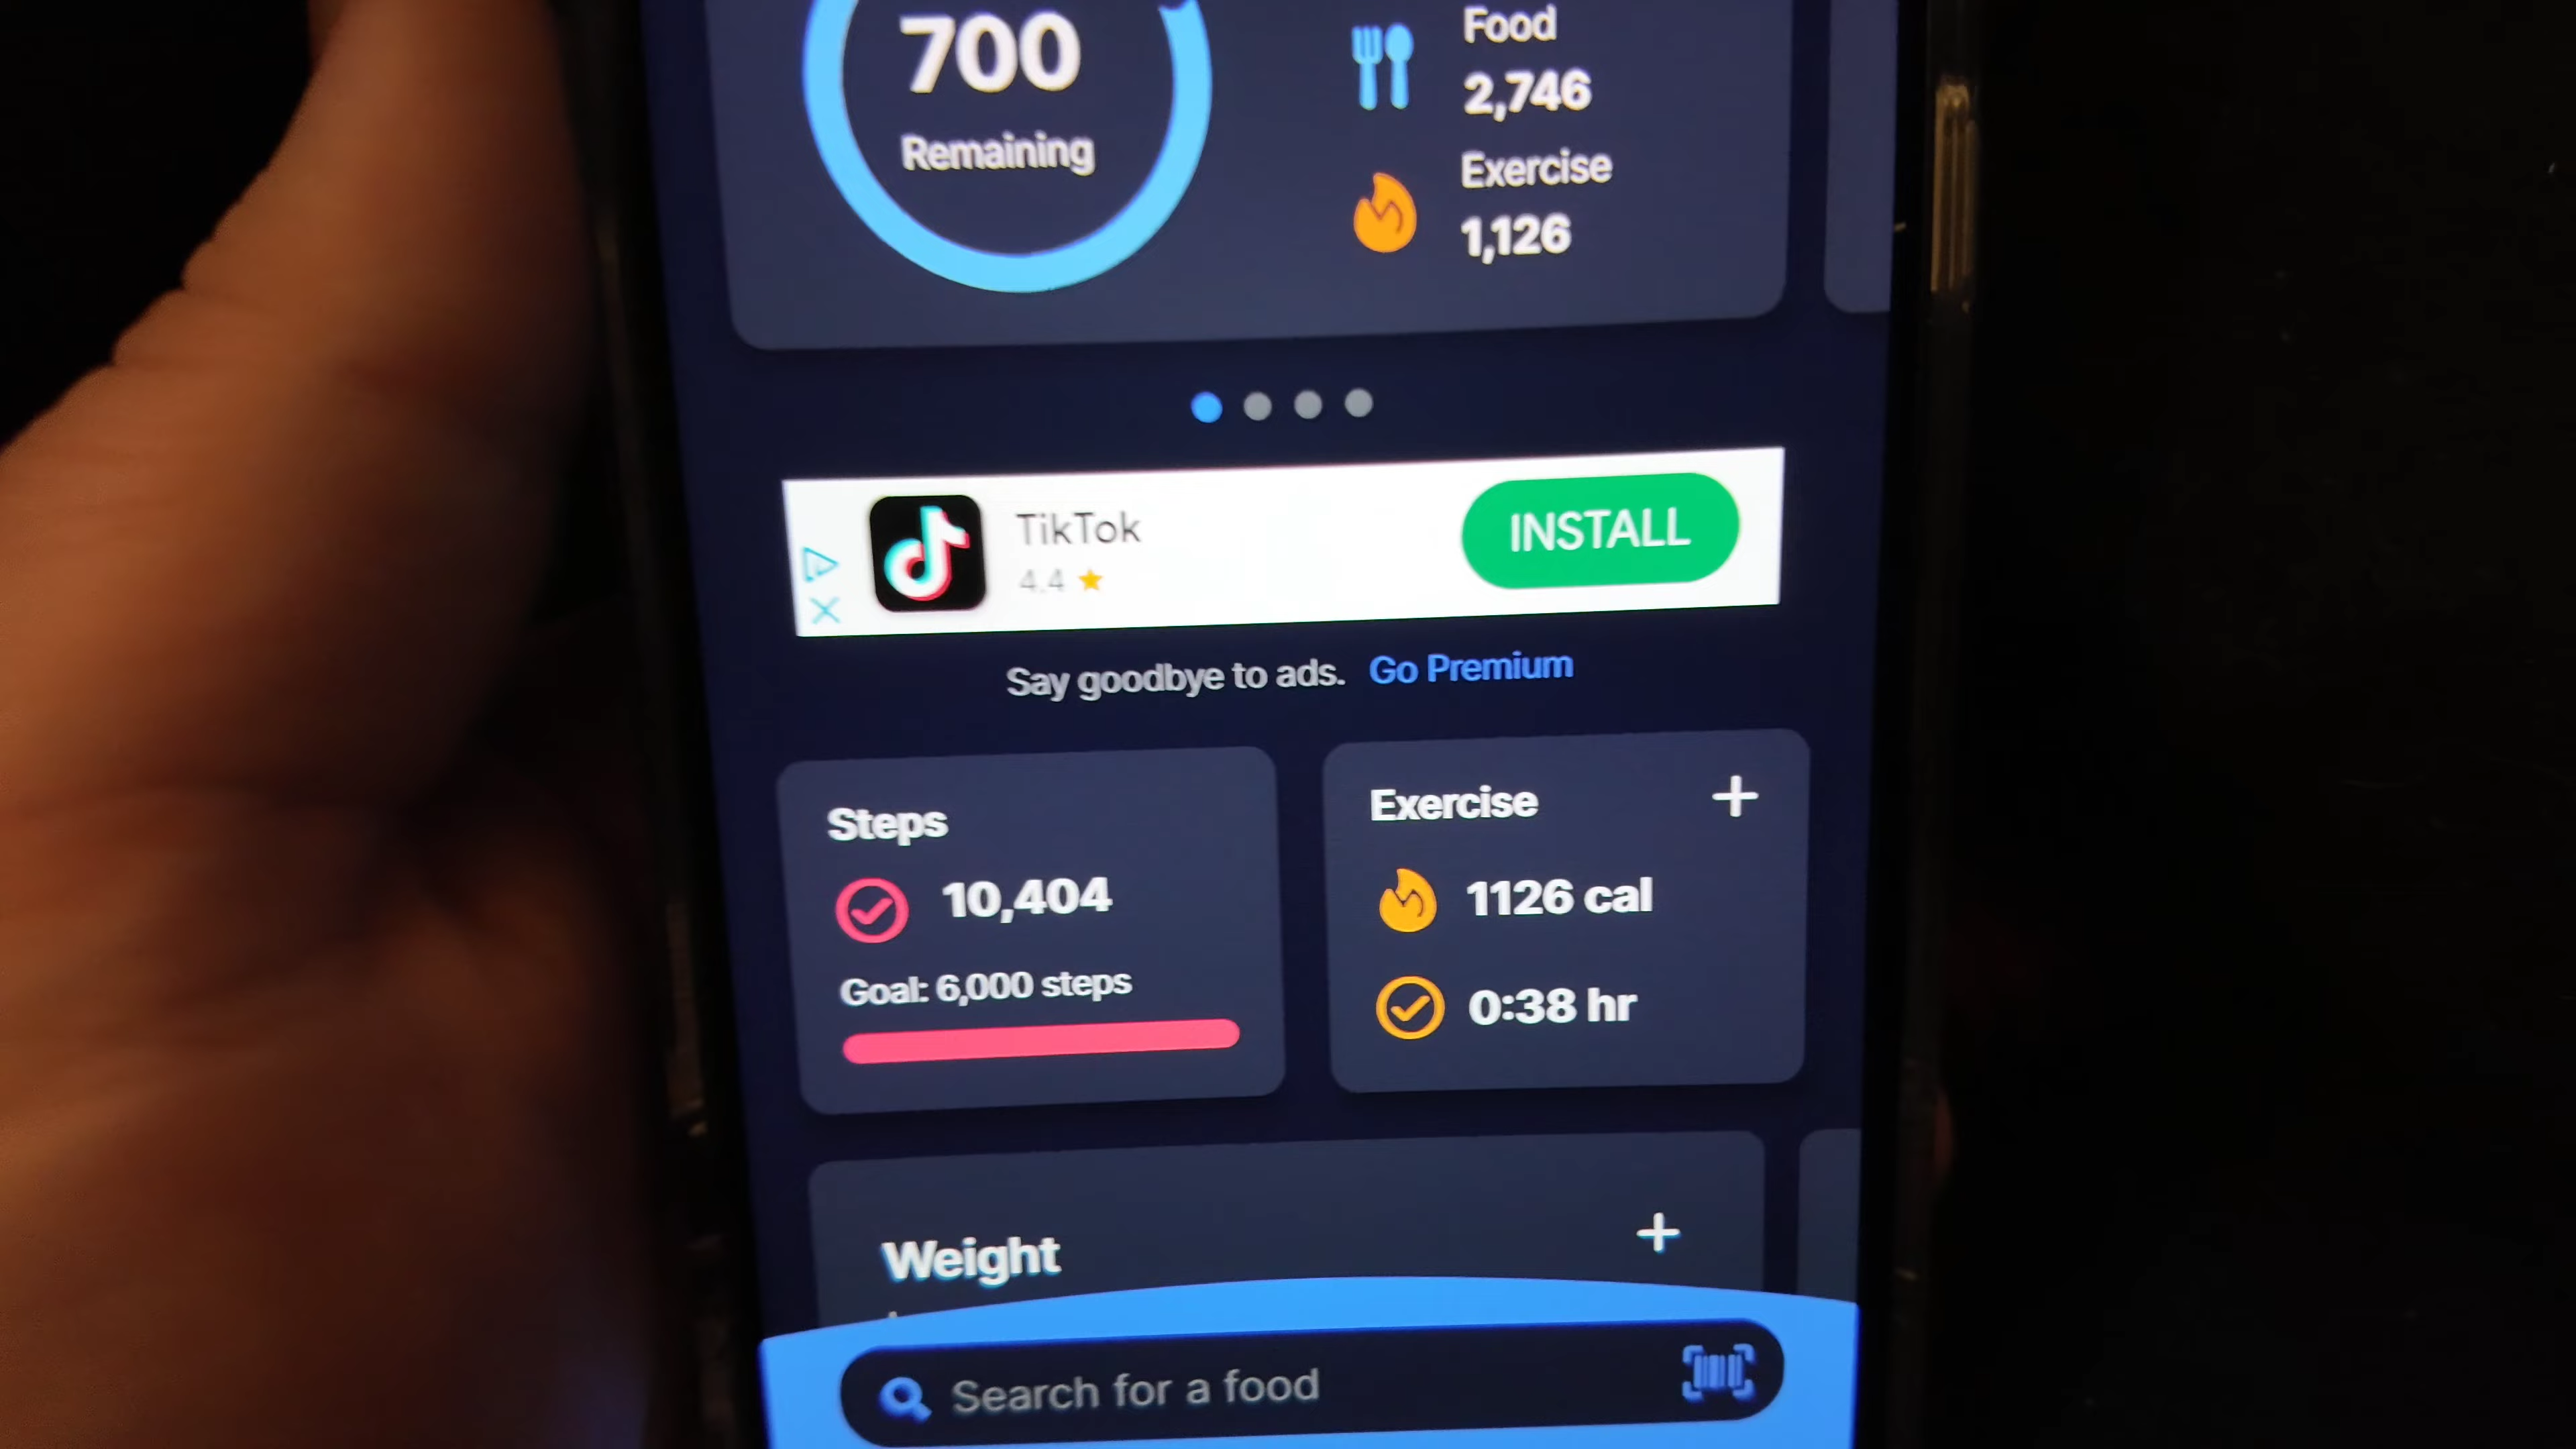 700
Remaining
Food
2,746
Exercise
1,126
TikTok
4.4
INSTALL
Say goodbye to ads. Go Premium
Steps
10,404
Goal: 6,000 steps
Exercise
1126 cal
0:38 hr
Weight
Search for a food